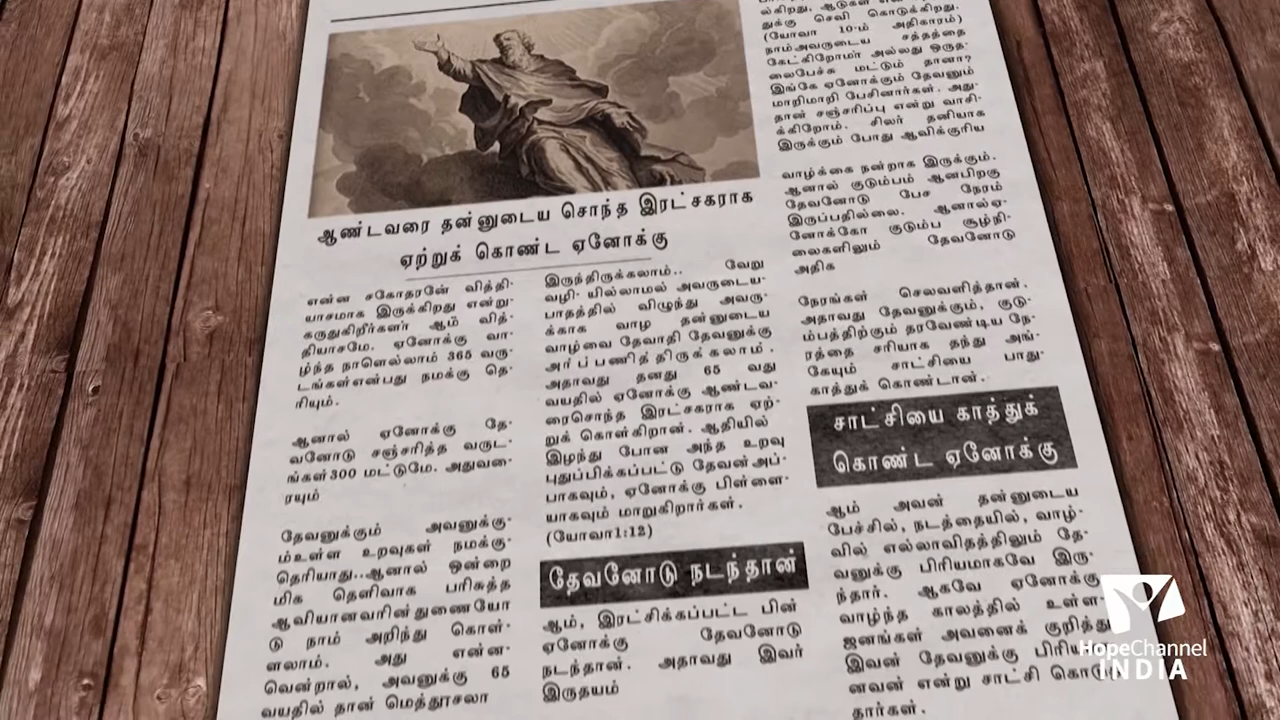 ஆண்டவரை தன்னுடைய சொந்த இரட்சகராக
ஏற்றுக் கொண்ட ஏனோக்கு
என்ன சகோதரனே வித்தி-
யாசமாக இருக்கிறது என்று-
கருதுகிறீர்களா ஆம் வித்-
தியாசமே. ஏனோக்கு வா-
ழ்ந்த நாளெல்லாம் 365 வரு-
டங்கள்என்பது நமக்கு தெ-
ரியும்.
ஆனால் ஏனோக்கு தே-
வனோடு சஞ்சரித்த வருட-
ங்கள்300 மட்டுமே. அதுவரை-
ரயும்
தேவனுக்கும் அவனுக்கு-
ம்உள்ள உறவுகள் நமக்கு-
தெரியாது..ஆனால் ஒன்றை
மிக தெளிவாக பரிசுத்த
ஆவியானவரின்துணையோ
டு நாம் அறிந்து கொள்-
ளலாம். அது என்ன-
வென்றால், அவனுக்கு 65
வயதில் தான் மெத்தூசலா
இருந்திருக்கலாம்.. வேறு
வழி- யில்லாமல் அவருடைய-
பாதத்தில் விழுந்து அவரு-
க்காக வாழ தன்னுடைய
வாழ்வை தேவாதி தேவனுக்கு
அர்ப்பணித்திருக்கலாம்.
அதாவது தனது 65 வது
வயதில் ஏனோக்கு ஆண்டவ-
ரைசொந்த இரட்சகராக ஏற்-
றுக் கொள்கிறான். ஆதியில்
இழந்து போன அந்த உறவு
புதுப்பிக்கப்பட்டு தேவன்அப்-
பாகவும், ஏனோக்கு பிள்ளை-
யாகவும் மாறுகிறார்கள்.
(யோவா1:12)
தேவனோடு நடந்தான்
ஆம், இரட்சிக்கப்பட்ட பின்
ஏனோக்கு தேவனோடு
நடந்தான். அதாவது இவர்
இருதயம்
ல்கிறது, ஆடுகள்
துக்கு செவி கொடுக்கிறது.
(யோவா 10-ம் அதிகாரம்)
நாம்அவருடைய சத்தத்தை
கேட்கிறோமா அல்லது ஒருத-
லைபேச்சு மட்டும் தானா?
இங்கே ஏனோக்கும் தேவனும்
மாறிமாறி பேசினார்கள். அது-
தான் சஞ்சரிப்பு என்று வாசி-
க்கிறோம். சிலர் தனியாக
இருக்கும் போது ஆவிக்குரிய
வாழ்க்கை நன்றாக இருக்கும்.
ஆனால் குடும்பம் ஆனபிறகு
தேவனோடு பேச நேரம்
இருப்பதில்லை. ஆனால்ஏ-
னோக்கோ குடும்ப சூழ்நி-
லைகளிலும் தேவனோடு
அதிக
நேரங்கள் செலவளித்தான்.
அதாவது தேவனுக்கும், குடு-
ம்பத்திற்கும் தரவேண்டிய நே-
ரத்தை சரியாக தந்து அங்-
கேயும் சாட்சியை பாது-
காத்துக் கொண்டான்.
சாட்சியை காத்துக்
கொண்ட ஏனோக்கு
ஆம் அவன் தன்னுடைய
பேச்சில், நடத்தையில், வாழ்-
வில் எல்லாவிதத்திலும் தே-
வனுக்கு பிரியமாகவே இரு-
ந்தார். ஆகவே ஏனோக்கு
வாழ்ந்த காலத்தில் உள்ள-
ஜனங்கள் அவனைக் குறித்து
இவன் தேவனுக்கு
னவன் என்று சாட்சி
தார்கள்.
HopeChannel
INDIA